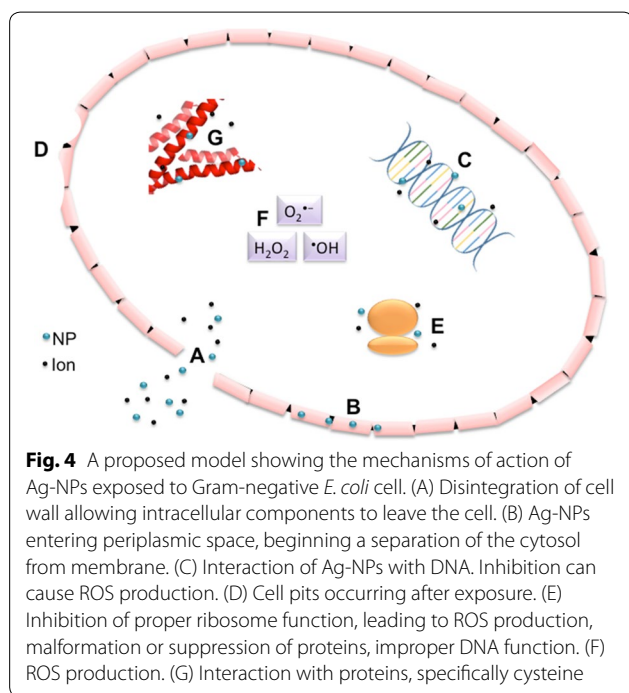 D
G
C
F
O₂•−
H₂O₂
•OH
NP
Ion
A
E
B
Fig. 4 A proposed model showing the mechanisms of action of
Ag-NPs exposed to Gram-negative E. coli cell. (A) Disintegration of cell
wall allowing intracellular components to leave the cell. (B) Ag-NPs
entering periplasmic space, beginning a separation of the cytosol
from membrane. (C) Interaction of Ag-NPs with DNA. Inhibition can
cause ROS production. (D) Cell pits occurring after exposure. (E)
Inhibition of proper ribosome function, leading to ROS production,
malformation or suppression of proteins, improper DNA function. (F)
ROS production. (G) Interaction with proteins, specifically cysteine